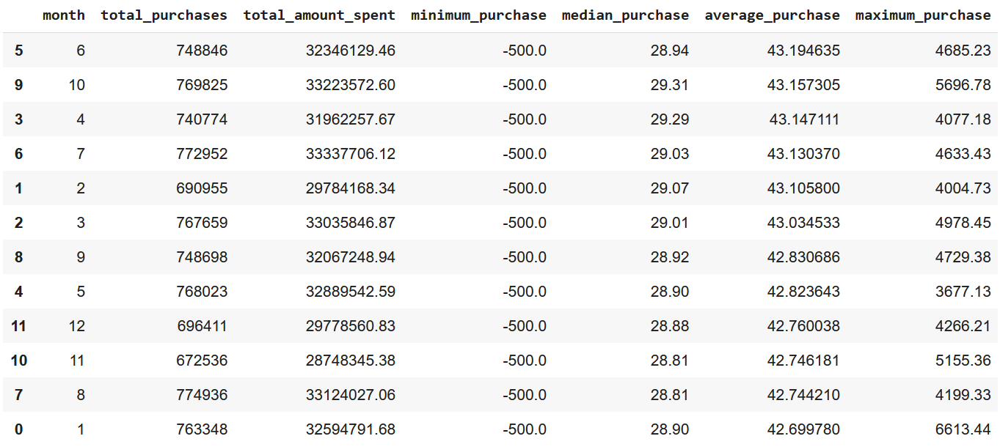 month total_purchases total_amount_spent minimum_purchase median_purchase average_purchase maximum_purchase
5 6 748846 32346129.46 -500.0 28.94 43.194635 4685.23
9 10 769825 33223572.60 -500.0 29.31 43.157305 5696.78
3 4 740774 31962257.67 -500.0 29.29 43.147111 4077.18
6 7 772952 33337706.12 -500.0 29.03 43.130370 4633.43
1 2 690955 29784168.34 -500.0 29.07 43.105800 4004.73
2 3 767659 33035846.87 -500.0 29.01 43.034533 4978.45
8 9 748698 32067248.94 -500.0 28.92 42.830686 4729.38
4 5 768023 32889542.59 -500.0 28.90 42.823643 3677.13
11 12 696411 29778560.83 -500.0 28.88 42.760038 4266.21
10 11 672536 28748345.38 -500.0 28.81 42.746181 5155.36
7 8 774936 33124027.06 -500.0 28.81 42.744210 4199.33
0 1 763348 32594791.68 -500.0 28.90 42.699780 6613.44